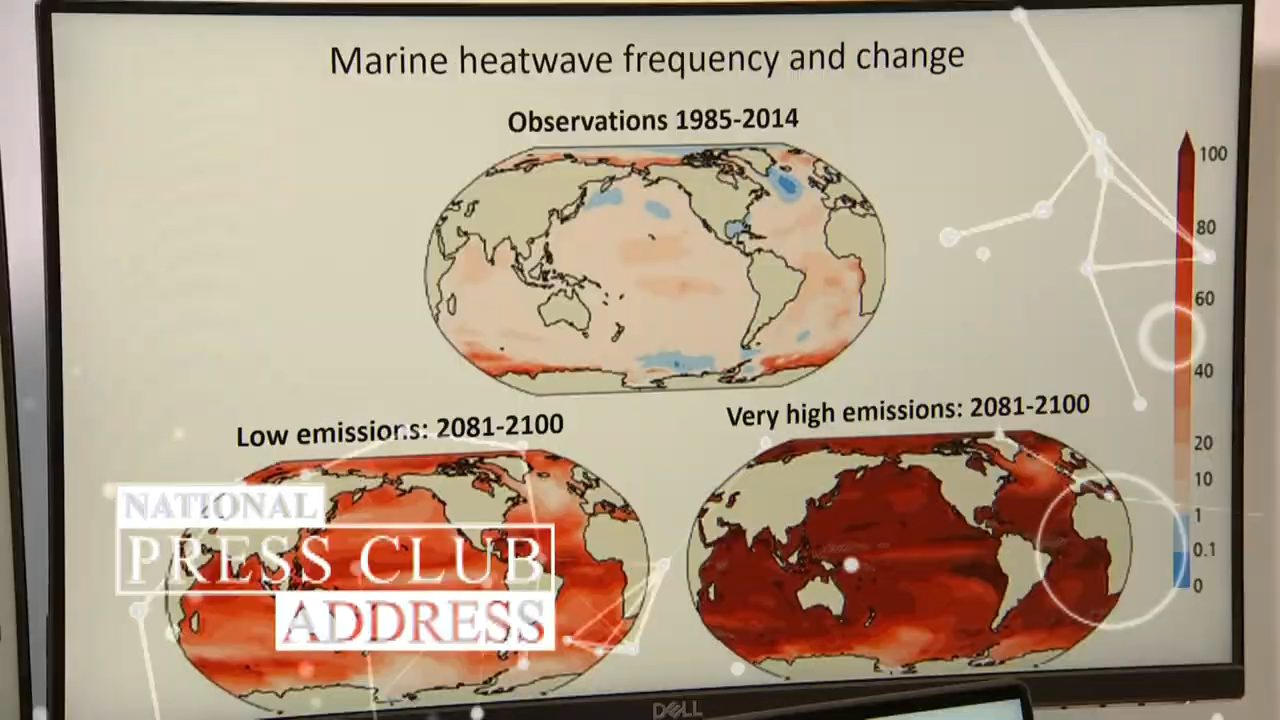 Marine heatwave frequency and change
Observations 1985-2014
100
80
60
40
20
10
1
0.1
0
Low emissions: 2081-2100
Very high emissions: 2081-2100
NATIONAL
PRESS CLUB
ADDRESS
DELL